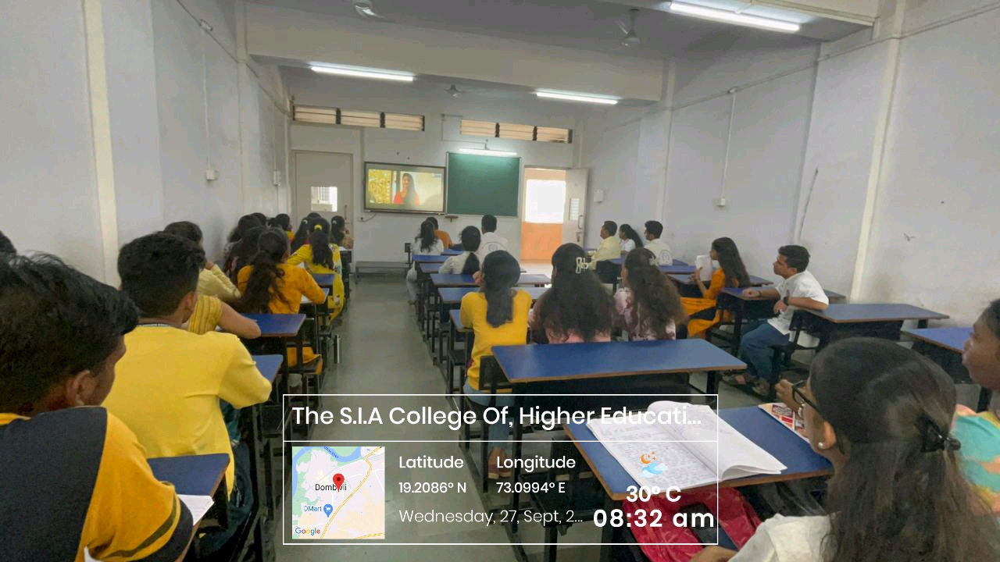 The S.I.A College Of, Higher Educati...
Latitude
Longitude
19.2086° N
73.0994° E
30° C
Wednesday, 27, Sept, 2...
08:32 am
Dombivli
DMart
Google